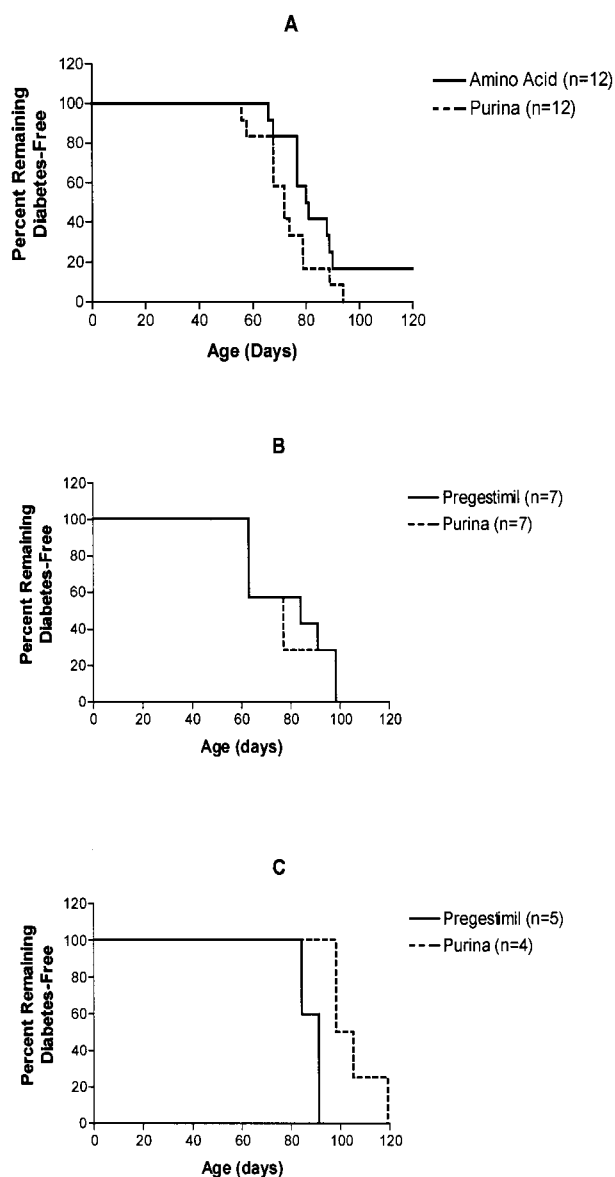 A
120
100
80
60
40
20
0
Percent Remaining
Diabetes-Free
0 20 40 60 80 100 120
Age (Days)
Amino Acid (n=12)
Purina (n=12)
B
120
100
80
60
40
20
0
Percent Remaining
Diabetes-Free
0 20 40 60 80 100 120
Age (days)
Pregestimil (n=7)
Purina (n=7)
C
120
100
80
60
40
20
0
Percent Remaining
Diabetes-Free
0 20 40 60 80 100 120
Age (days)
Pregestimil (n=5)
Purina (n=4)